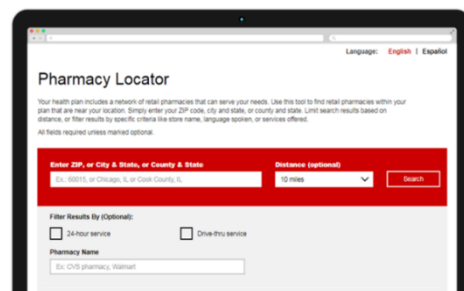 Language: English | Español
Pharmacy Locator
Your health plan includes a network of retail pharmacies that can serve your needs. Use this tool to find retail pharmacies within your
plan that are near your location. Simply enter your ZIP code, city and state, or county and state. Limit search results based on
distance, or filter results by specific criteria like store name, language spoken, or services offered.
All fields required unless marked optional.
Enter ZIP, or City & State, or County & State
Distance (optional)
Ex.: 60015, or Chicago, IL or Cook County, IL
10 miles
Search
Filter Results By (Optional):
24-hour service
Drive-thru service
Pharmacy Name
Ex: CVS pharmacy, Walmart